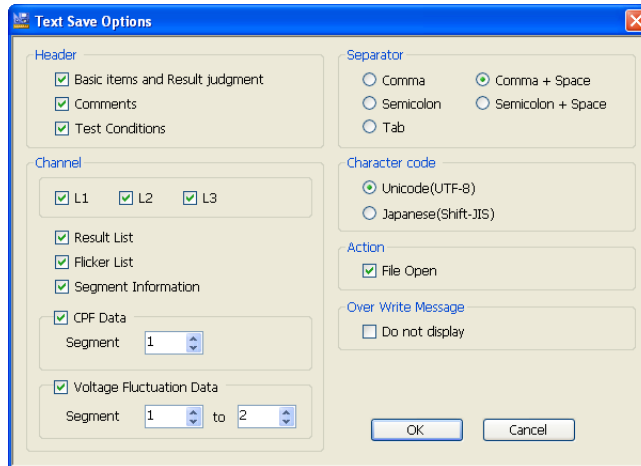 Text Save Options
Header
Basic items and Result judgment
Comments
Test Conditions
Channel
L1 L2 L3
Result List
Flicker List
Segment Information
CPF Data
Segment 1
Voltage Fluctuation Data
Segment 1 to 2
Separator
Comma Comma + Space
Semicolon Semicolon + Space
Tab
Character code
Unicode(UTF-8)
Japanese(Shift-JIS)
Action
File Open
Over Write Message
Do not display
OK Cancel